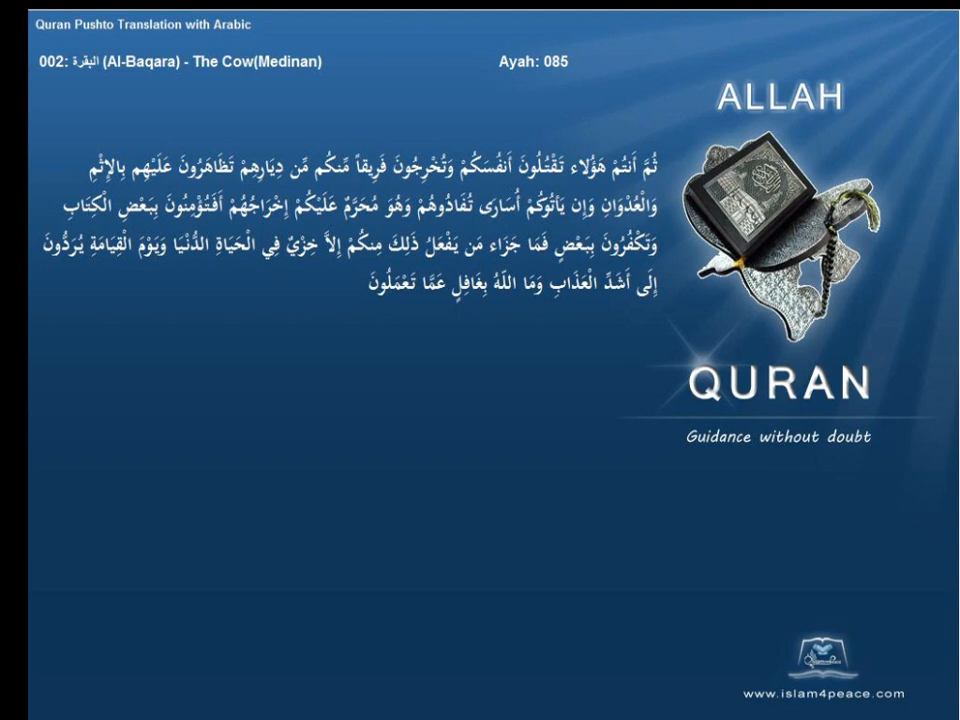 Quran Pushto Translation with Arabic
002: البقرة (Al-Baqara) - The Cow(Medinan)
Ayah: 085
ثُمَّ أَنتُمْ هَؤُلاء تَقْتُلُونَ أَنفُسَكُمْ وَتُخْرِجُونَ فَرِيقاً مِّنكُم مِّن دِيَارِهِمْ تَظَاهَرُونَ عَلَيْهِم بِالإِثْمِ
وَالْعُدْوَانِ وَإِن يَأتُوكُمْ أُسَارَى تُفَادُوهُمْ وَهُوَ مُحَرَّمٌ عَلَيْكُمْ إِخْرَاجُهُمْ أَفَتُؤْمِنُونَ بِبَعْضِ الْكِتَابِ
وَتَكْفُرُونَ بِبَعْضٍ فَمَا جَزَاء مَن يَفْعَلُ ذَلِكَ مِنكُمْ إِلاَّ خِزْيٌ فِي الْحَيَاةِ الدُّنْيَا وَيَوْمَ الْقِيَامَةِ يُرَدُّونَ
إِلَى أَشَدِّ الْعَذَابِ وَمَا اللّهُ بِغَافِلٍ عَمَّا تَعْمَلُونَ
ALLAH
QURAN
Guidance without doubt
www.islam4peace.com